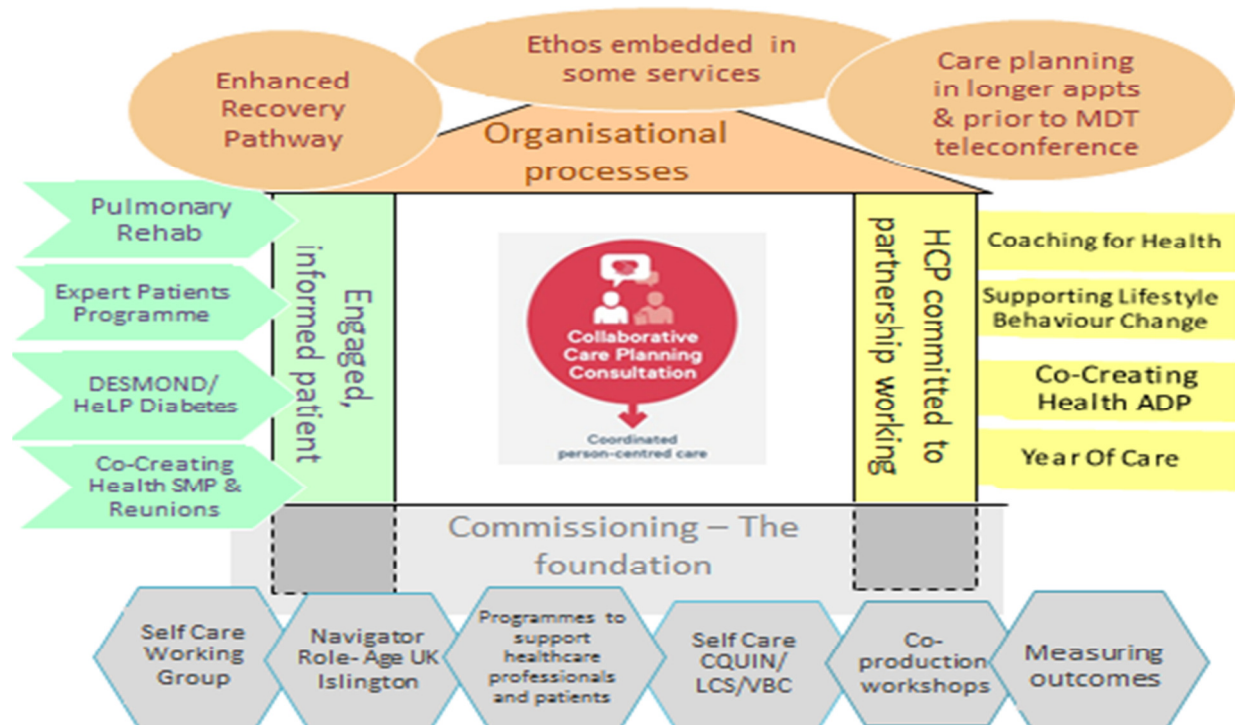 Ethos embedded in
some services
Enhanced
Recovery
Pathway
Care planning
in longer appts
& prior to MDT
teleconference
Organisational
processes
Pulmonary
Rehab
Expert Patients
Programme
DESMOND/
HeLP Diabetes
Co-Creating
Health SMP &
Reunions
Engaged,
informed patient
Collaborative
Care Planning
Consultation
Coordinated
person-centred care
HCP committed to
partnership working
Coaching for Health
Supporting Lifestyle
Behaviour Change
Co-Creating
Health ADP
Year Of Care
Commissioning – The
foundation
Self Care
Working
Group
Navigator
Role- Age UK
Islington
Programmes to
support
healthcare
professionals
and patients
Self Care
CQUIN/
LCS/VBC
Co-
production
workshops
Measuring
outcomes